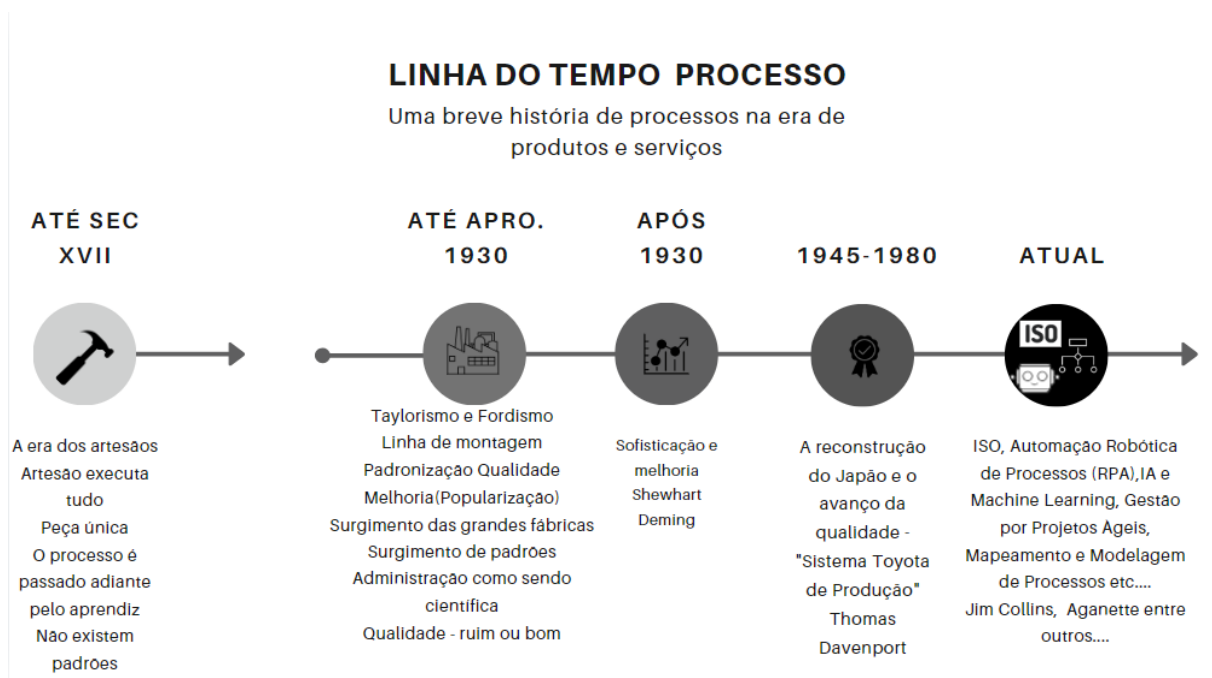 LINHA DO TEMPO PROCESSO
Uma breve história de processos na era de
produtos e serviços
ATÉ SEC
XVII
A era dos artesãos
Artesão executa
tudo
Peça única
O processo é
passado adiante
pelo aprendiz
Não existem
padrões
ATÉ APRO.
1930
Taylorismo e Fordismo
Linha de montagem
Padronização Qualidade
Melhoria(Popularização)
Surgimento das grandes fábricas
Surgimento de padrões
Administração como sendo
científica
Qualidade - ruim ou bom
APÓS
1930
Sofisticação e
melhoria
Shewhart
Deming
1945-1980
A reconstrução
do Japão e o
avanço da
qualidade -
"Sistema Toyota
de Produção"
Thomas
Davenport
ATUAL
ISO
ISO, Automação Robótica
de Processos (RPA),IA e
Machine Learning, Gestão
por Projetos Ágeis,
Mapeamento e Modelagem
de Processos etc....
Jim Collins, Aganette entre
outros....